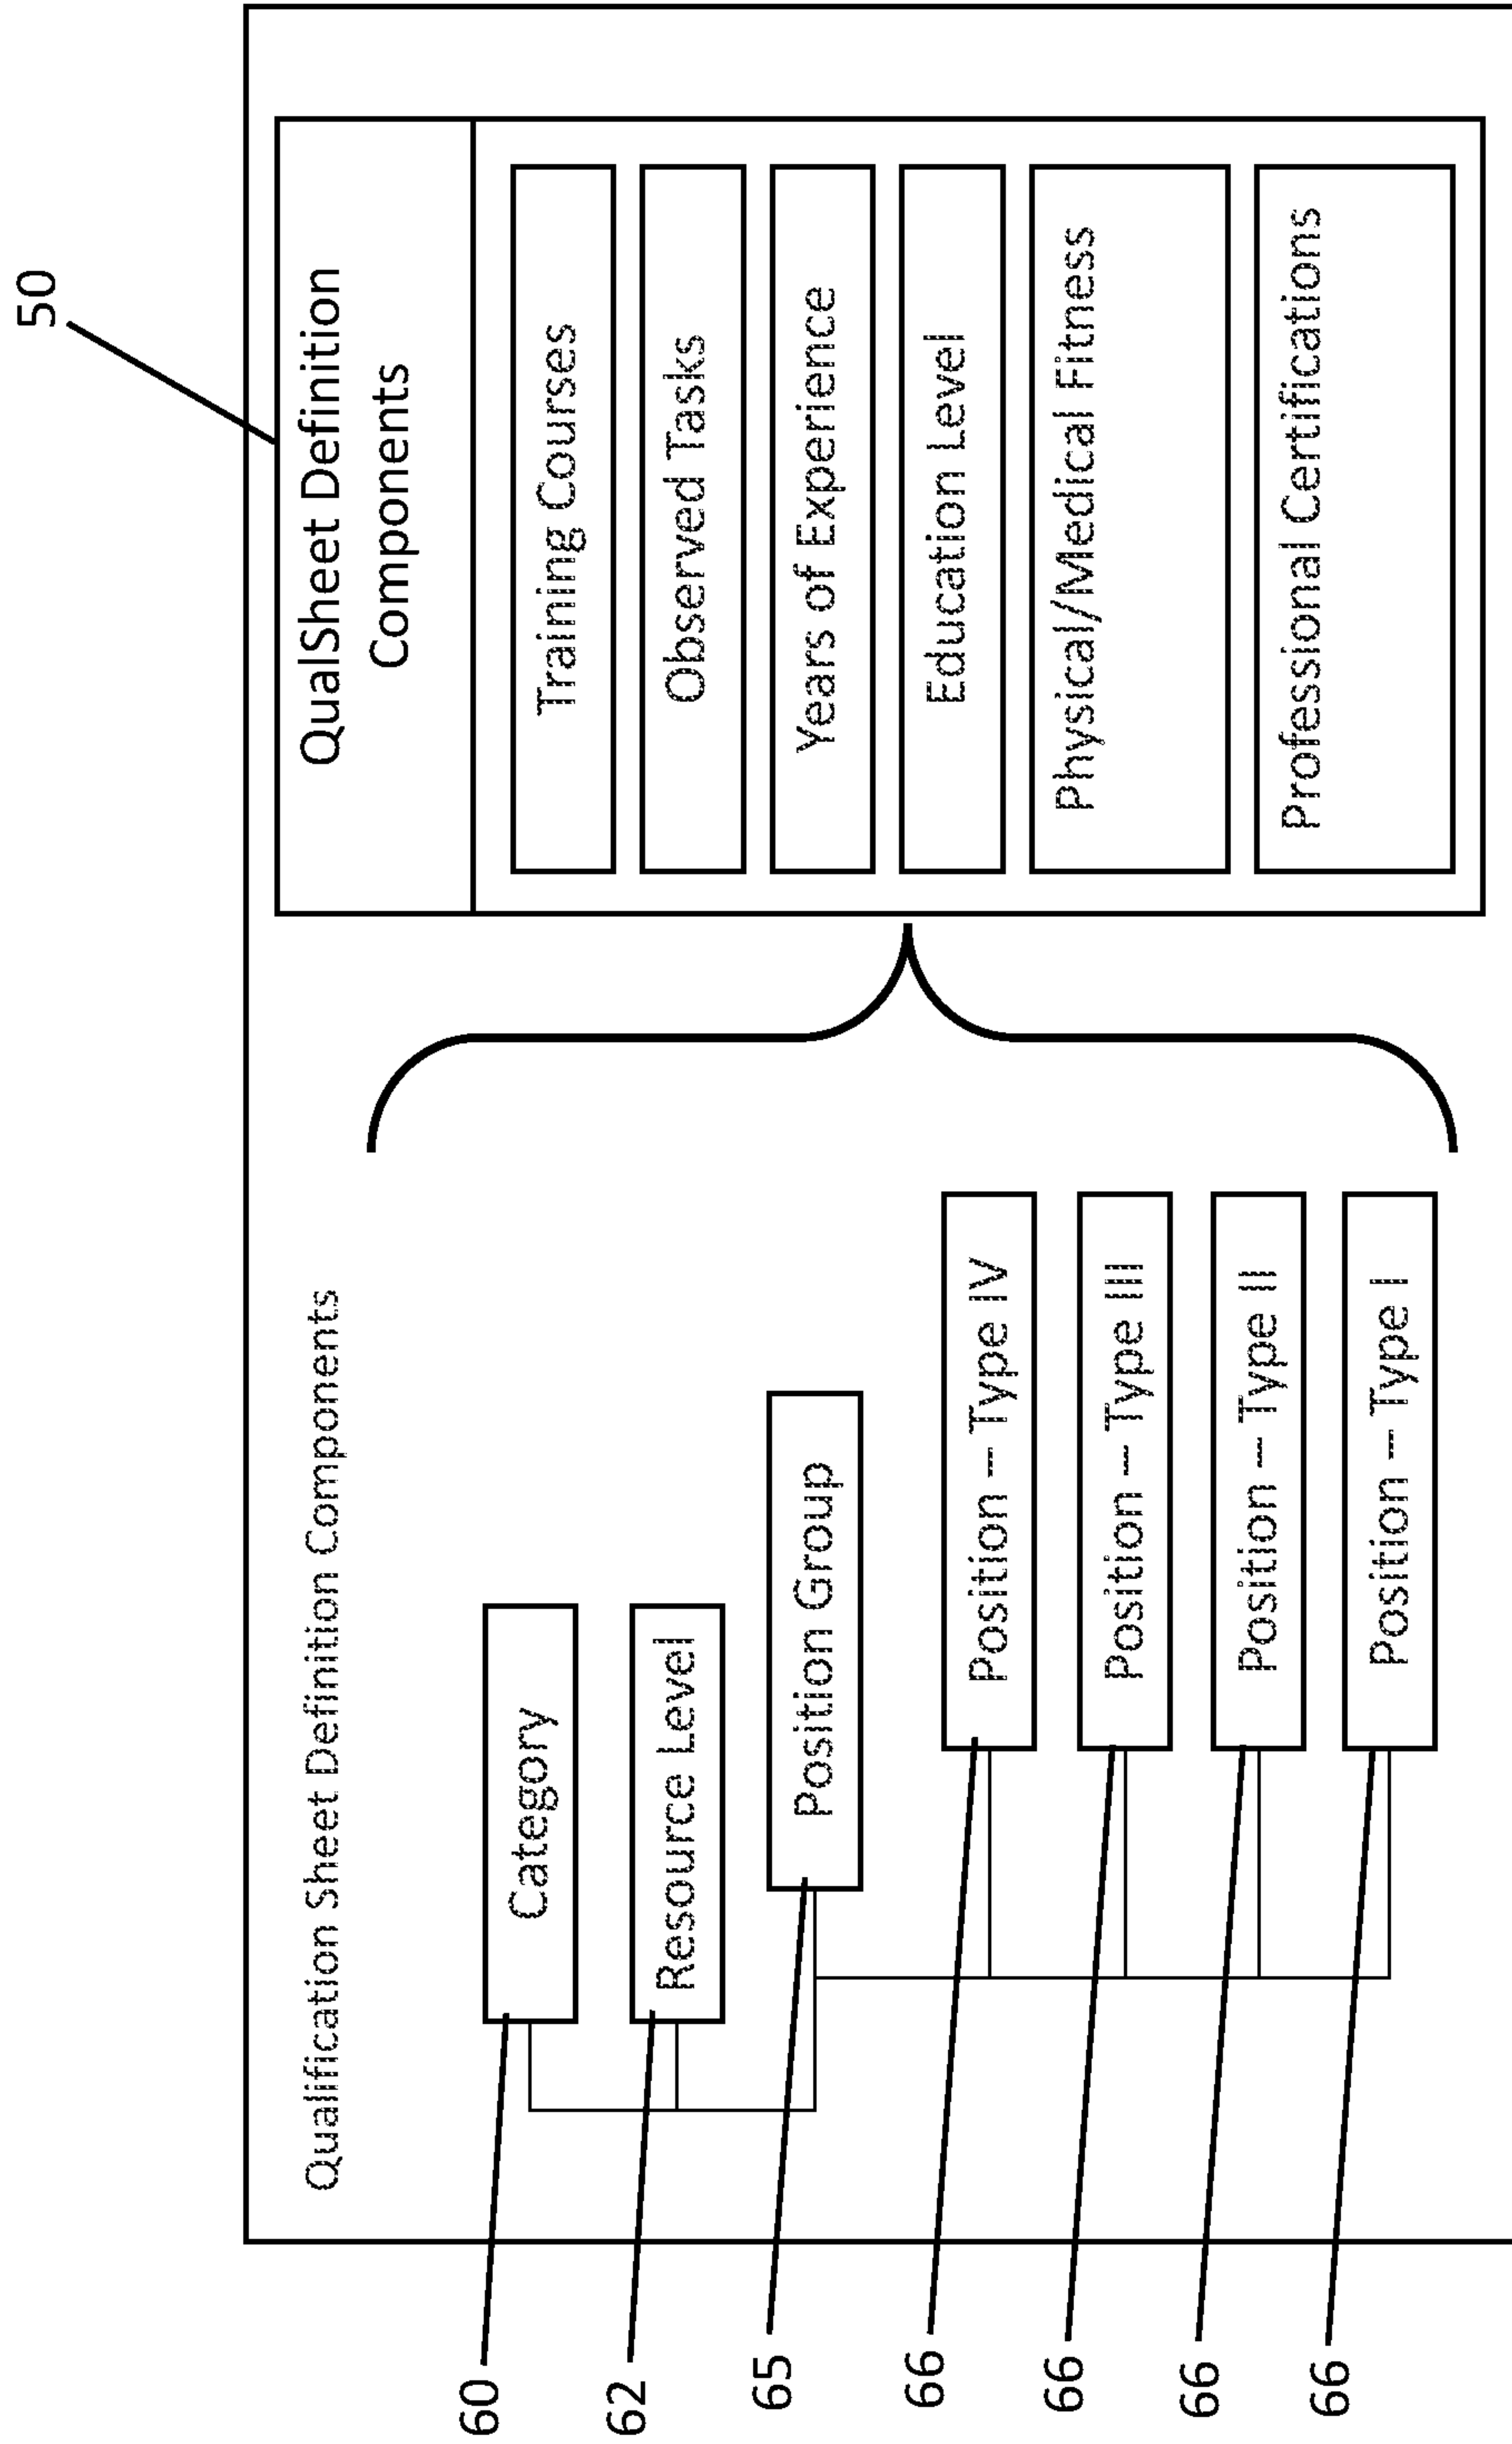 50
Qualification Sheet Definition Components
QualSheet Definition
Components
60
Category
62
Resource Level
65
Position Group
66
Position – Type IV
66
Position – Type III
66
Position – Type II
66
Position – Type I
Training Courses
Observed Tasks
Years of Experience
Education Level
Physical/Medical Fitness
Professional Certifications